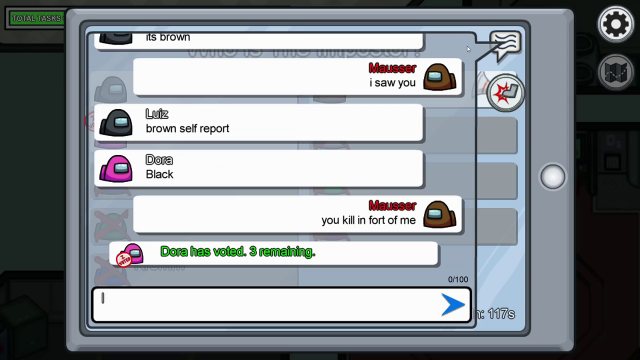 TOTAL TASKS
its brown
Who Is The Imposter?
Mausser
i saw you
Luiz
brown self report
Dora
Black
Mausser
you kill in fort of me
Dora has voted. 3 remaining.
0/100
n: 117s